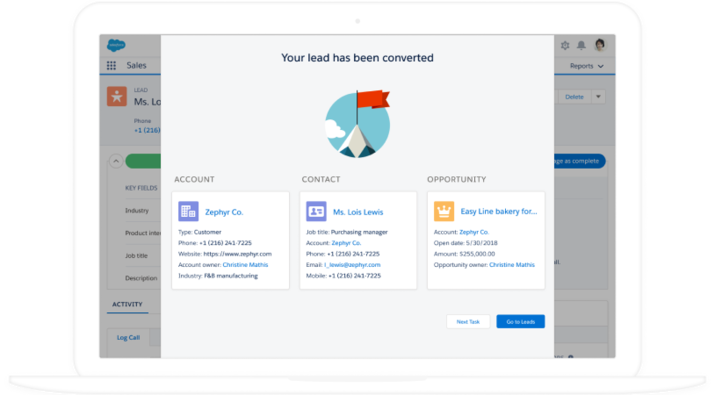 Sales
Reports
LEAD
Ms. Lo
Phone
+1 (216)
Delete
age as complete
KEY FIELDS
Industry
Product inter
Job title
Description
ACTIVITY
Log Call
Your lead has been converted
ACCOUNT
Zephyr Co.
Type: Customer
Phone: +1 (216) 241-7225
Website: https://www.zephyr.com
Account owner: Christine Mathis
Industry: F&B manufacturing
CONTACT
Ms. Lois Lewis
Job title: Purchasing manager
Account: Zephyr Co.
Phone: +1 (216) 241-7225
Email: l_lewis@zephyr.com
Mobile: +1 (216) 241-7225
OPPORTUNITY
Easy Line bakery for...
Account: Zephyr Co.
Open date: 5/30/2018
Amount: $255,000.00
Opportunity owner: Christine Mathis
Next Task
Go to Leads